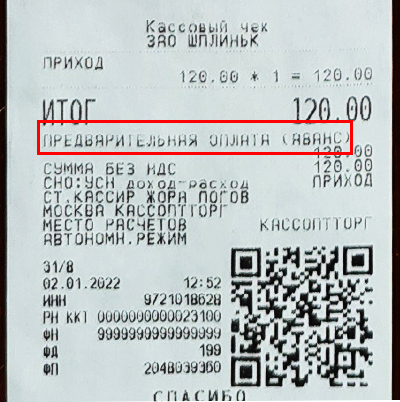 Кассовый чек
ЗАО ШПЛИНЬК
ПРИХОД
120.00 * 1 = 120.00
ИТОГ 120.00
ПРЕДВАРИТЕЛЬНАЯ ОПЛАТА (АВАНС)
120.00
СУММА БЕЗ НДС 120.00
СНО:УСН доход-расход ПРИХОД
СТ.КАССИР ЖОРА ПОГОВ
МОСКВА КАССОПТТОРГ
МЕСТО РАСЧЕТОВ КАССОПТТОРГ
АВТОНОМН.РЕЖИМ
31/8
02.01.2022 12:52
ИНН 9721018628
РН ККТ 0000000000023100
ФН 9999999999999999
ФД 199
ФП 2048039360
СПАСИБО